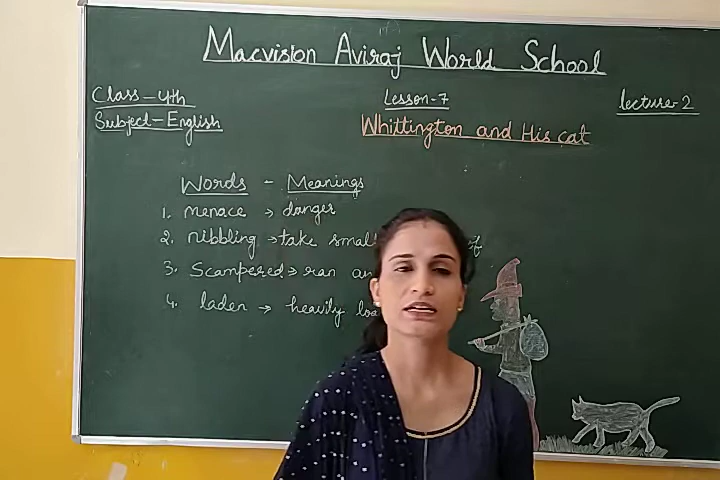 Macvision Aviraj World School
Class-4th Lesson-7 lecture-2
Subject-English Whittington and His cat
Words - Meanings
1. menace → danger
2. nibbling → take small of
3. Scampered → ran
4. laden → heavily